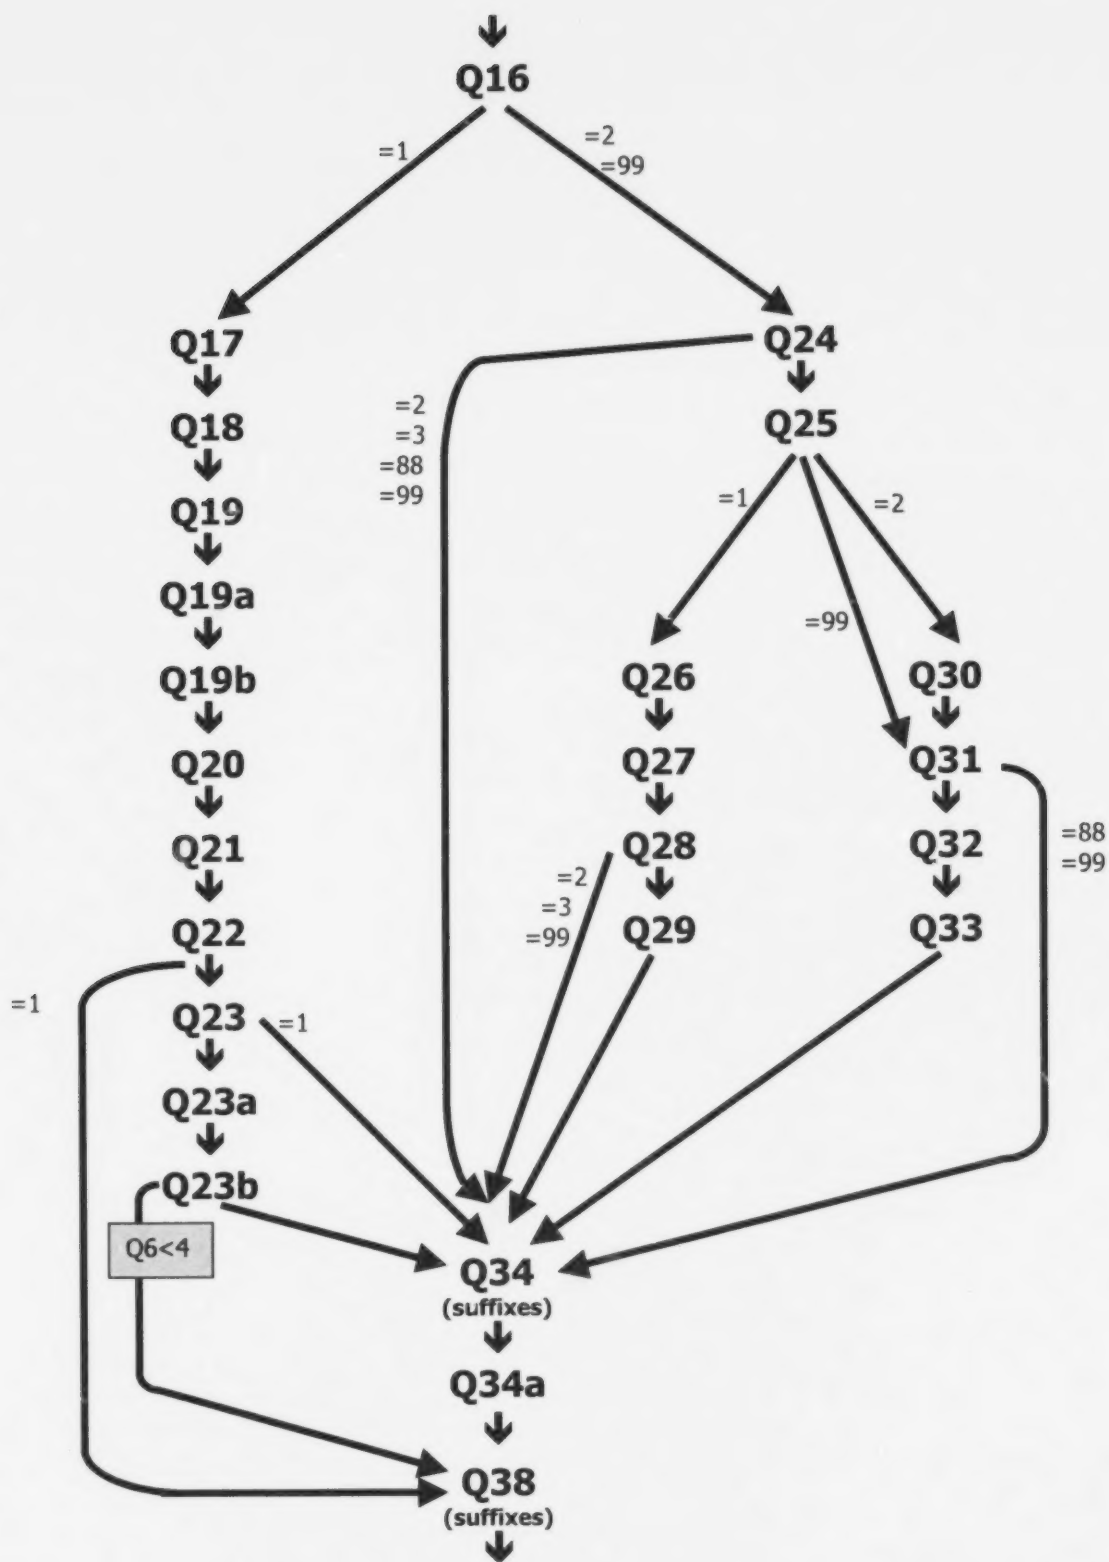 Q16
=1
=2
=99
Q17
Q24
=2
=3
=88
=99
Q18
Q25
=1
=2
Q19
Q19a
=99
Q19b
Q26
Q30
Q20
Q27
Q31
Q21
Q28
Q32
=88
=99
=2
=3
=99
Q22
Q29
Q33
=1
Q23
=1
Q23a
Q23b
Q6<4
Q34
(suffixes)
Q34a
Q38
(suffixes)